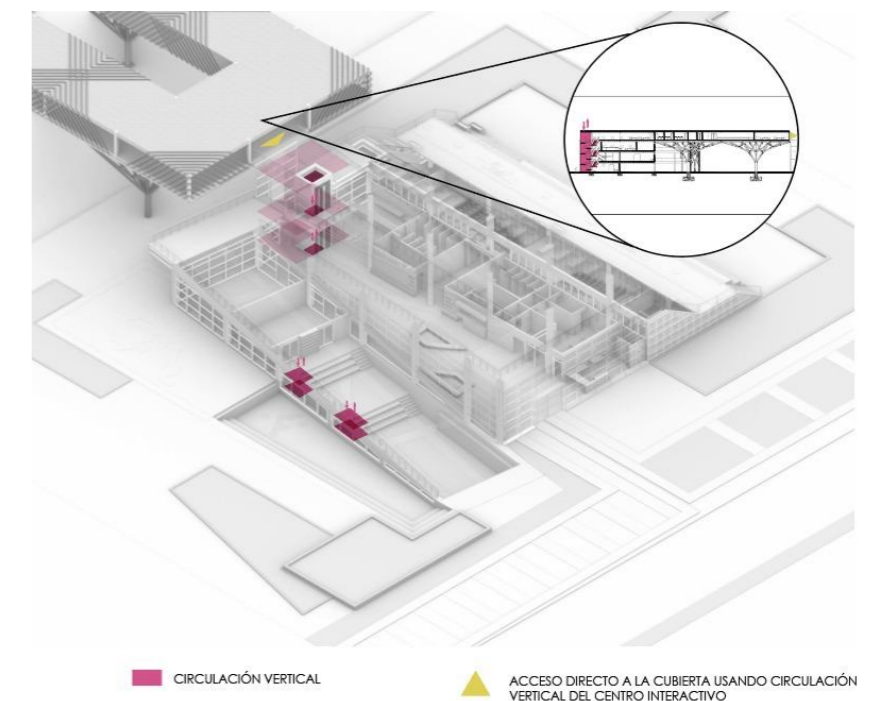 CIRCULACIÓN VERTICAL
ACCESO DIRECTO A LA CUBIERTA USANDO CIRCULACIÓN
VERTICAL DEL CENTRO INTERACTIVO